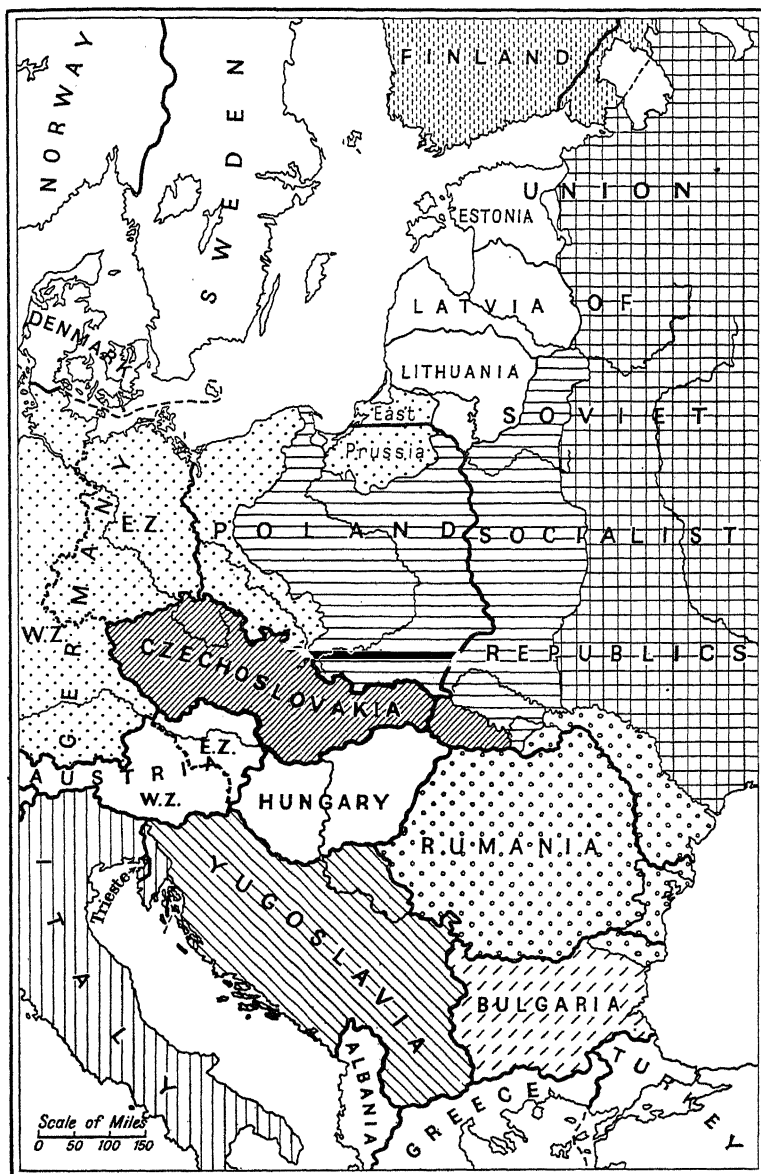 NORWAY
SWEDEN
FINLAND
UNION
ESTONIA
DENMARK
LATVIA
OF
LITHUANIA
East
Prussia
SOVIET
GERMANY
E.Z.
W.Z.
POLAND
SOCIALIST
REPUBLICS
CZECHOSLOVAKIA
AUSTRIA
E.Z.
W.Z.
HUNGARY
RUMANIA
ITALY
Trieste
YUGOSLAVIA
BULGARIA
ALBANIA
GREECE
TURKEY
Scale of Miles
0 50 100 150